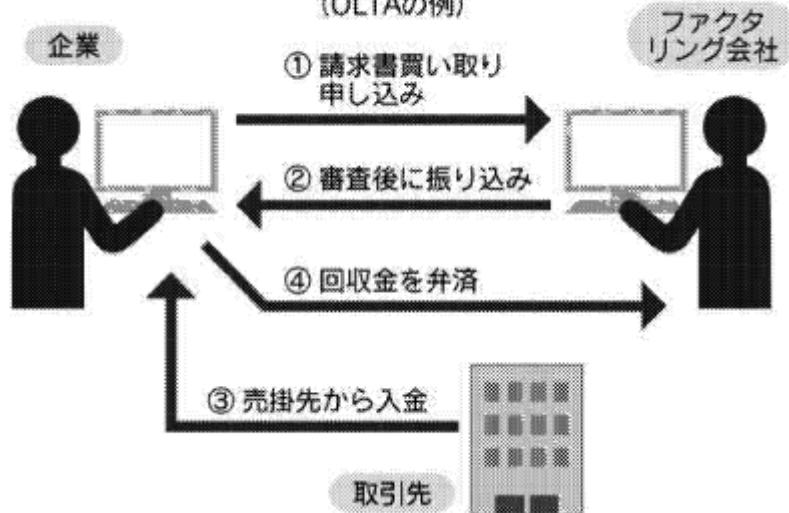 (OLTAの例)
企業
ファクタ
リング会社
① 請求書買い取り
申し込み
② 審査後に振り込み
④ 回収金を弁済
③ 売掛先から入金
取引先